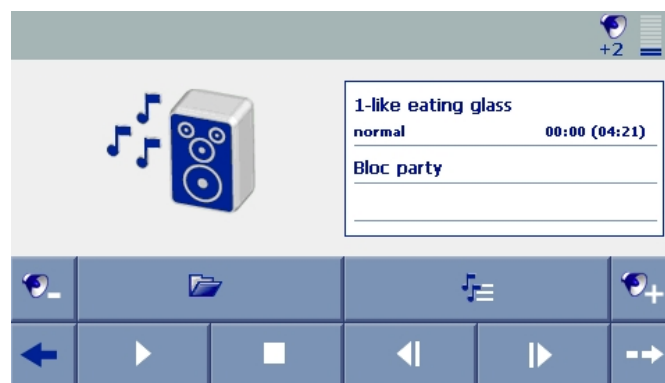 +2
1-like eating glass
normal 00:00 (04:21)
Bloc party